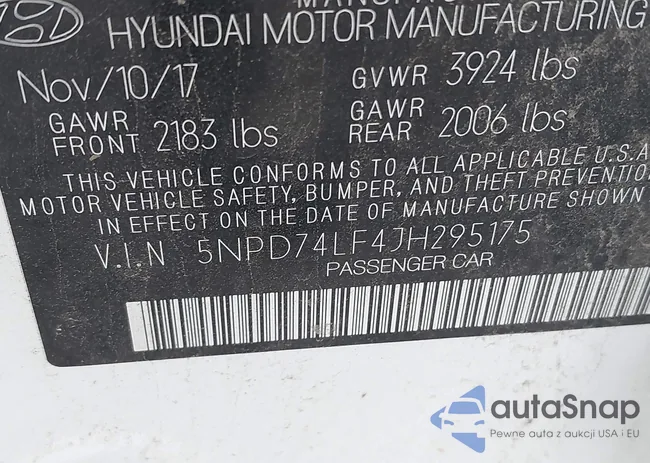 HYUNDAI MOTOR MANUFACTURING
Nov/10/17 GVWR 3924 lbs
GAWR FRONT 2183 lbs GAWR REAR 2006 lbs
THIS VEHICLE CONFORMS TO ALL APPLICABLE U.S.A
MOTOR VEHICLE SAFETY, BUMPER, AND THEFT PREVENTIO
IN EFFECT ON THE DATE OF MANUFACTURE SHOWN
V.I.N 5NPD74LF4JH295175
PASSENGER CAR
autaSnap
Pewne auta z aukcji USA i EU